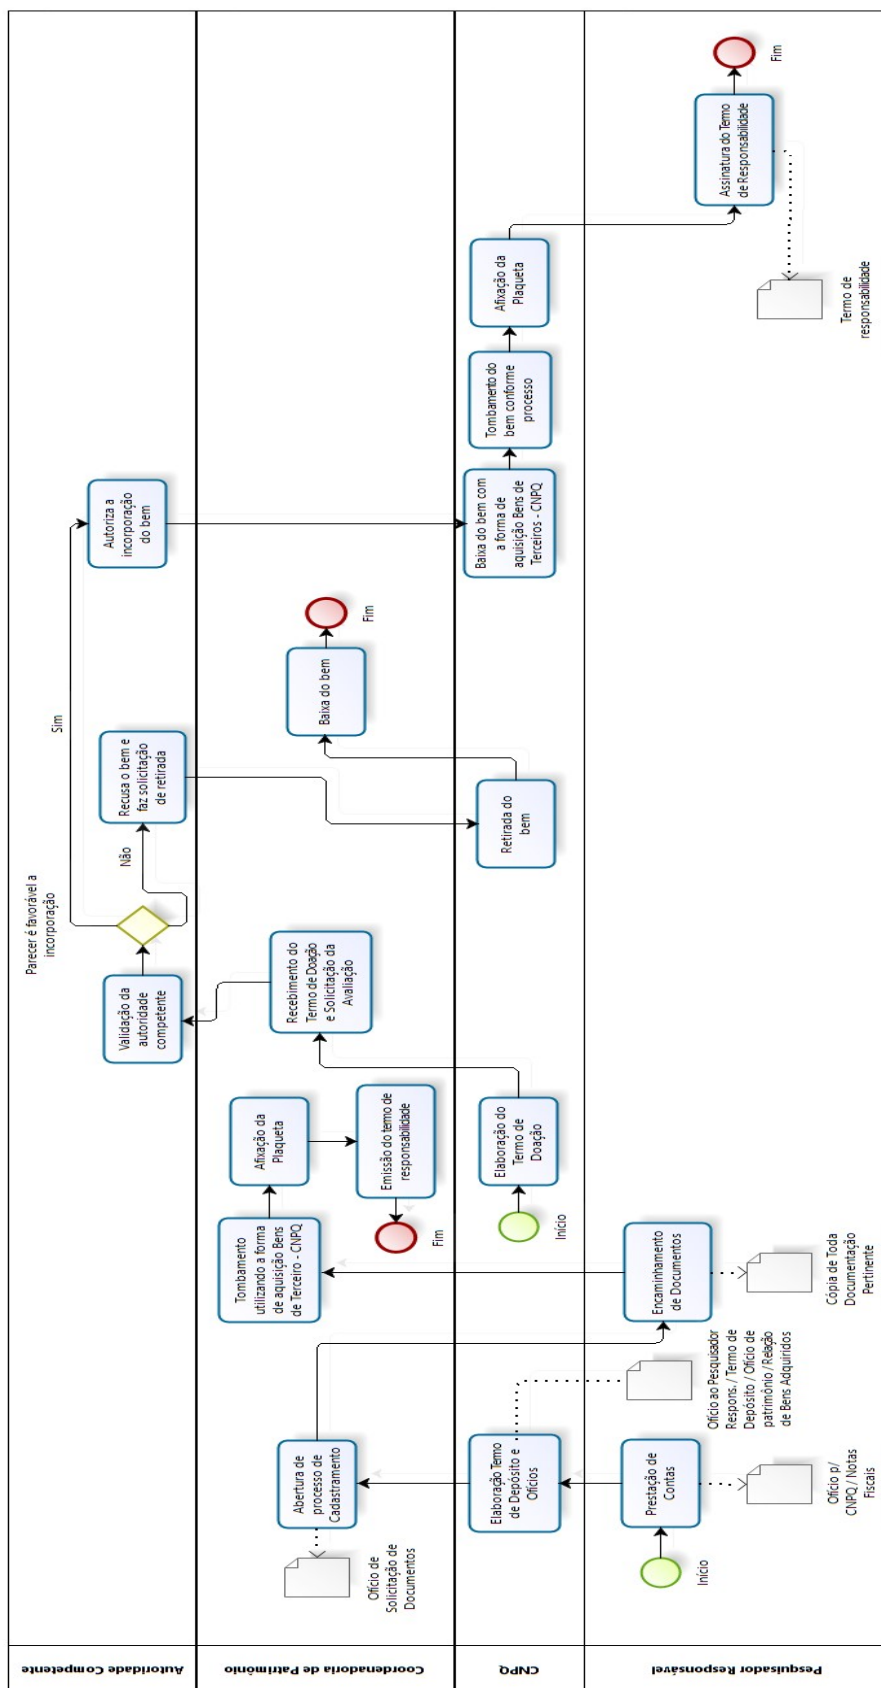 Autoridade Competente
Parecer é favorável a
incorporação
Validação da
autoridade
competente
Não
Recusa o bem e
faz solicitação
de retirada
Sim
Autoriza a
incorporação
do bem
Coordenadoria de Patrimônio
Ofício de
Solicitação de
Documentos
Abertura de
processo de
Cadastramento
Tombamento
utilizando a forma
de aquisição Bens
de Terceiro - CNPQ
Afixação da
Plaqueta
Emissão do termo de
responsabilidade
Fim
Recebimento do
Termo de Doação
e Solicitação da
Avaliação
Baixa do bem
Fim
CNPQ
Elaboração Termo
de Depósito e
Ofícios
Início
Elaboração do
Termo de
Doação
Retirada do
bem
Baixa do bem com
a forma de
aquisição Bens de
Terceiros - CNPQ
Tombamento do
bem conforme
processo
Afixação da
Plaqueta
Pesquisador Responsável
Início
Prestação de
Contas
Ofício p/
CNPQ / Notas
Fiscais
Ofício ao Pesquisador
Respons. / Termo de
Depósito / Ofício de
patrimônio / Relação
de Bens Adquiridos
Encaminhamento
de Documentos
Cópia de Toda
Documentação
Pertinente
Assinatura do Termo
de Responsabilidade
Termo de
responsabilidade
Fim